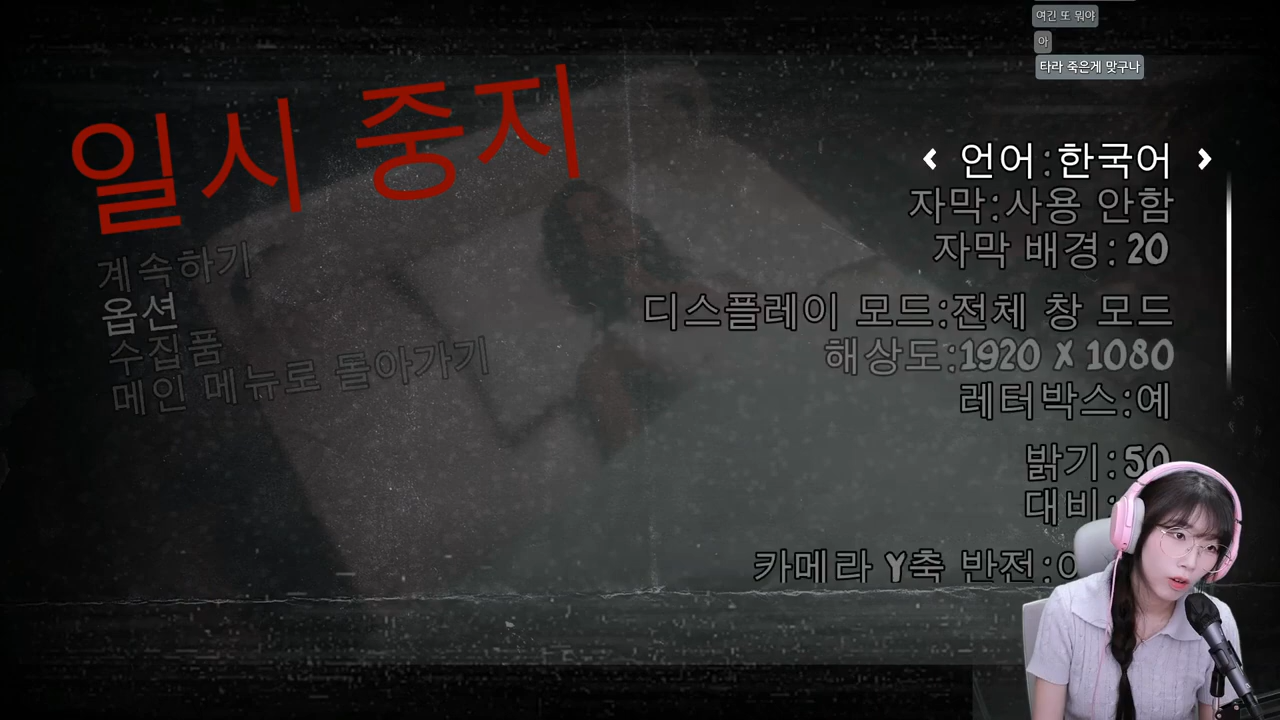 여긴 또 뭐야
아
타라 죽은게 맞구나
일시 중지
계속하기
옵션
수집품
메인 메뉴로 돌아가기
언어:한국어
자막:사용 안함
자막 배경:20
디스플레이 모드:전체 창 모드
해상도:1920 X 1080
레터박스:예
밝기:50
대비:
카메라 Y축 반전: